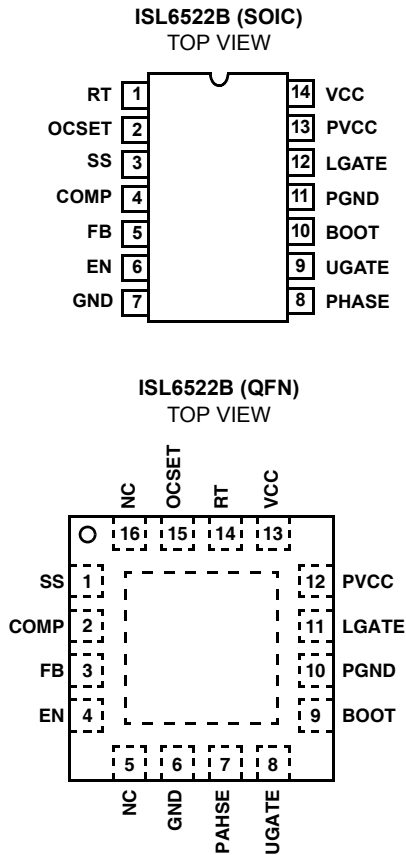 ISL6522B (SOIC)
TOP VIEW
RT 1 14 VCC
OCSET 2 13 PVCC
SS 3 12 LGATE
COMP 4 11 PGND
FB 5 10 BOOT
EN 6 9 UGATE
GND 7 8 PHASE
ISL6522B (QFN)
TOP VIEW
NC OCSET RT VCC
16 15 14 13
SS 1 12 PVCC
COMP 2 11 LGATE
FB 3 10 PGND
EN 4 9 BOOT
5 6 7 8
NC GND PAHSE UGATE